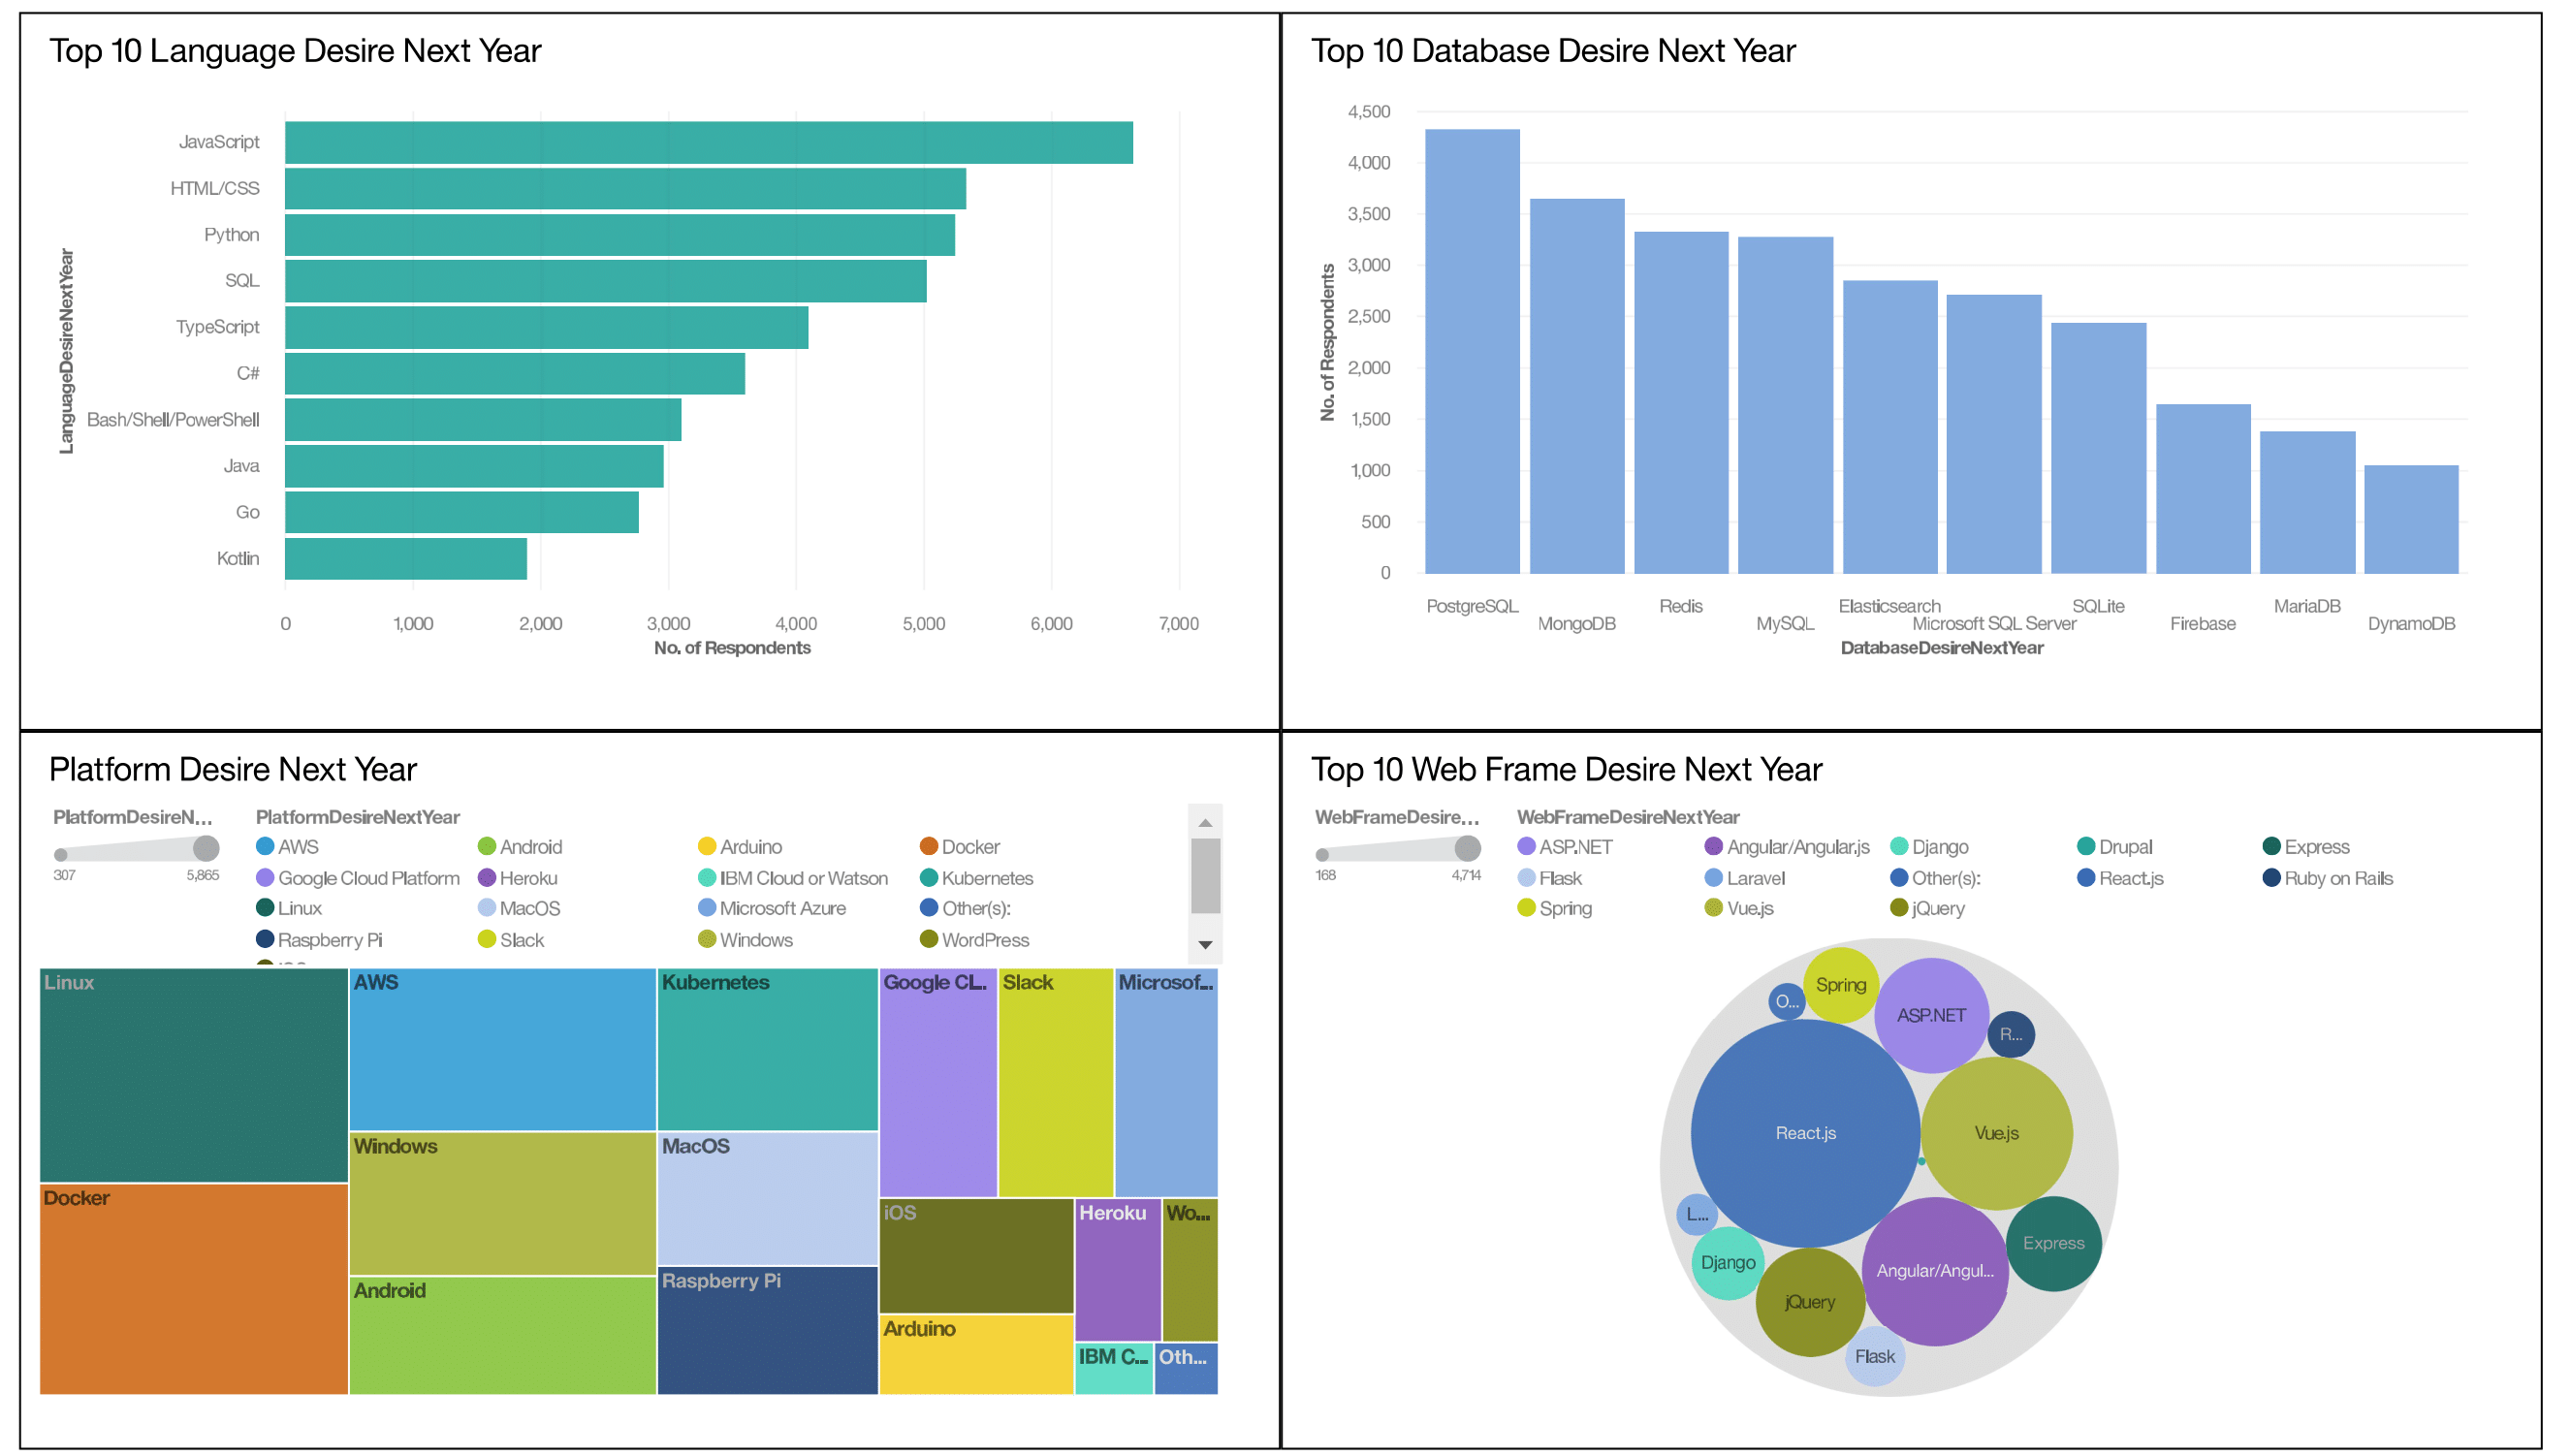 Top 10 Language Desire Next Year
LanguageDesireNextYear
JavaScript
HTML/CSS
Python
SQL
TypeScript
C#
Bash/Shell/PowerShell
Java
Go
Kotlin
0 1,000 2,000 3,000 4,000 5,000 6,000 7,000
No. of Respondents
Top 10 Database Desire Next Year
No. of Respondents
4,500
4,000
3,500
3,000
2,500
2,000
1,500
1,000
500
0
PostgreSQL Redis Elasticsearch SQLite MariaDB
MongoDB MySQL Microsoft SQL Server Firebase DynamoDB
DatabaseDesireNextYear
Platform Desire Next Year
PlatformDesireN... PlatformDesireNextYear
307 5,865
AWS Android Arduino Docker
Google Cloud Platform Heroku IBM Cloud or Watson Kubernetes
Linux MacOS Microsoft Azure Other(s):
Raspberry Pi Slack Windows WordPress
Linux AWS Kubernetes Google Cl... Slack Microsof...
Windows MacOS
Docker iOS Heroku Wo...
Android Raspberry Pi
Arduino IBM C... Oth...
Top 10 Web Frame Desire Next Year
WebFrameDesire... WebFrameDesireNextYear
168 4,714
ASP.NET Angular/Angular.js Django Drupal Express
Flask Laravel Other(s): React.js Ruby on Rails
Spring Vue.js jQuery
Spring
O...
ASP.NET
R...
React.js Vue.js
L...
Express
Django Angular/Angul...
jQuery
Flask